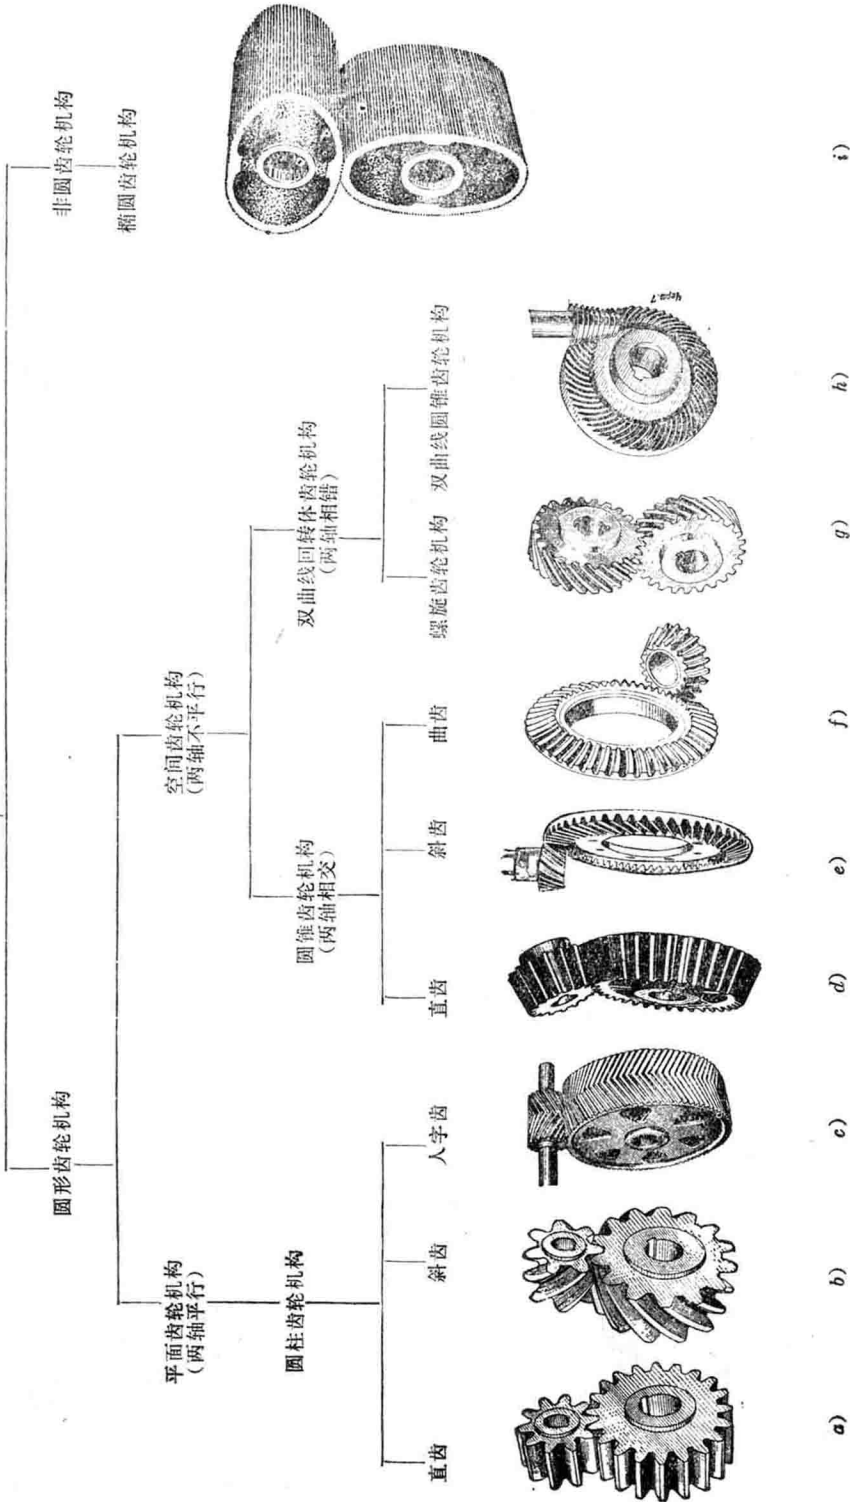 圆形齿轮机构
非圆齿轮机构
平面齿轮机构
(两轴平行)
空间齿轮机构
(两轴不平行)
椭圆齿轮机构
圆柱齿轮机构
圆锥齿轮机构
(两轴相交)
双曲线回转体齿轮机构
(两轴相错)
直齿
斜齿
人字齿
直齿
斜齿
曲齿
螺旋齿轮机构
双曲线圆锥齿轮机构
Черт.7
a)
b)
c)
d)
e)
f)
g)
h)
i)